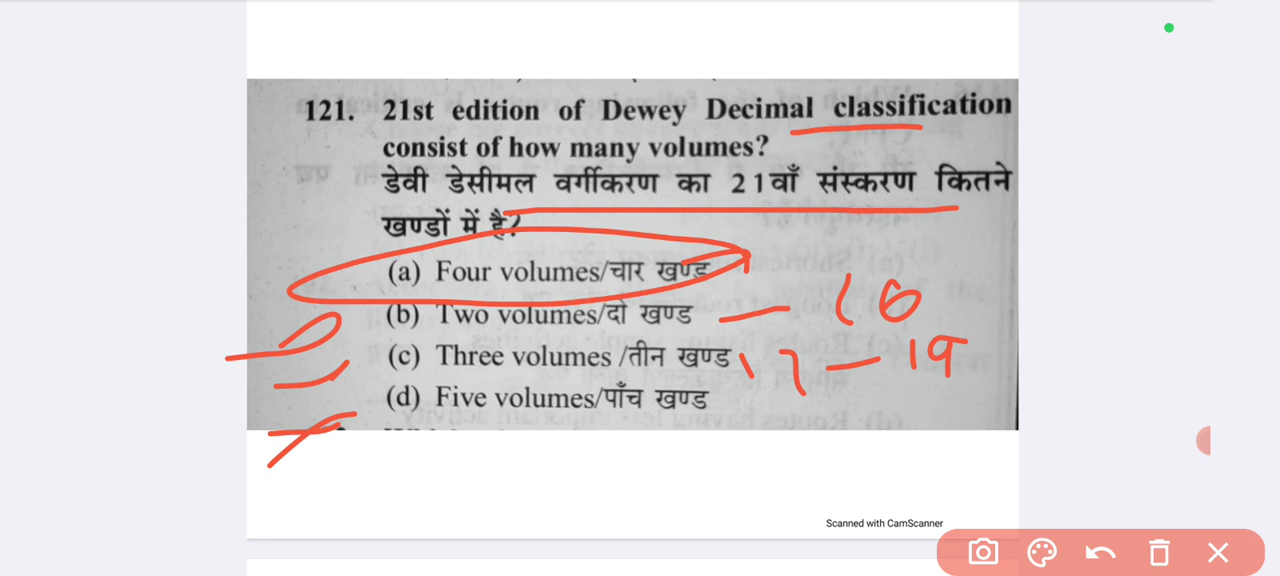 121. 21st edition of Dewey Decimal classification
consist of how many volumes?
डेवी डेसीमल वर्गीकरण का 21वाँ संस्करण कितने
खण्डों में है?
(a) Four volumes/चार खण्ड
(b) Two volumes/दो खण्ड — 16
(c) Three volumes /तीन खण्ड 17 — 19
(d) Five volumes/पाँच खण्ड
Scanned with CamScanner